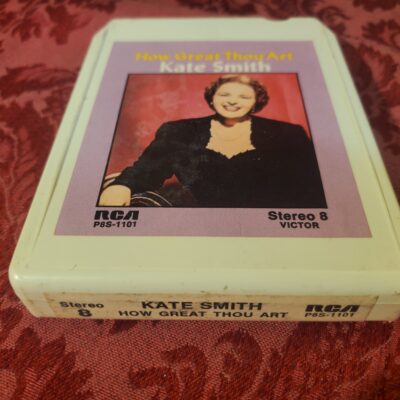 How Great Thou Art
Kate Smith
RCA
P8S-1101
Stereo 8
VICTOR
Stereo
8
KATE SMITH
HOW GREAT THOU ART
RCA
P8S-1101